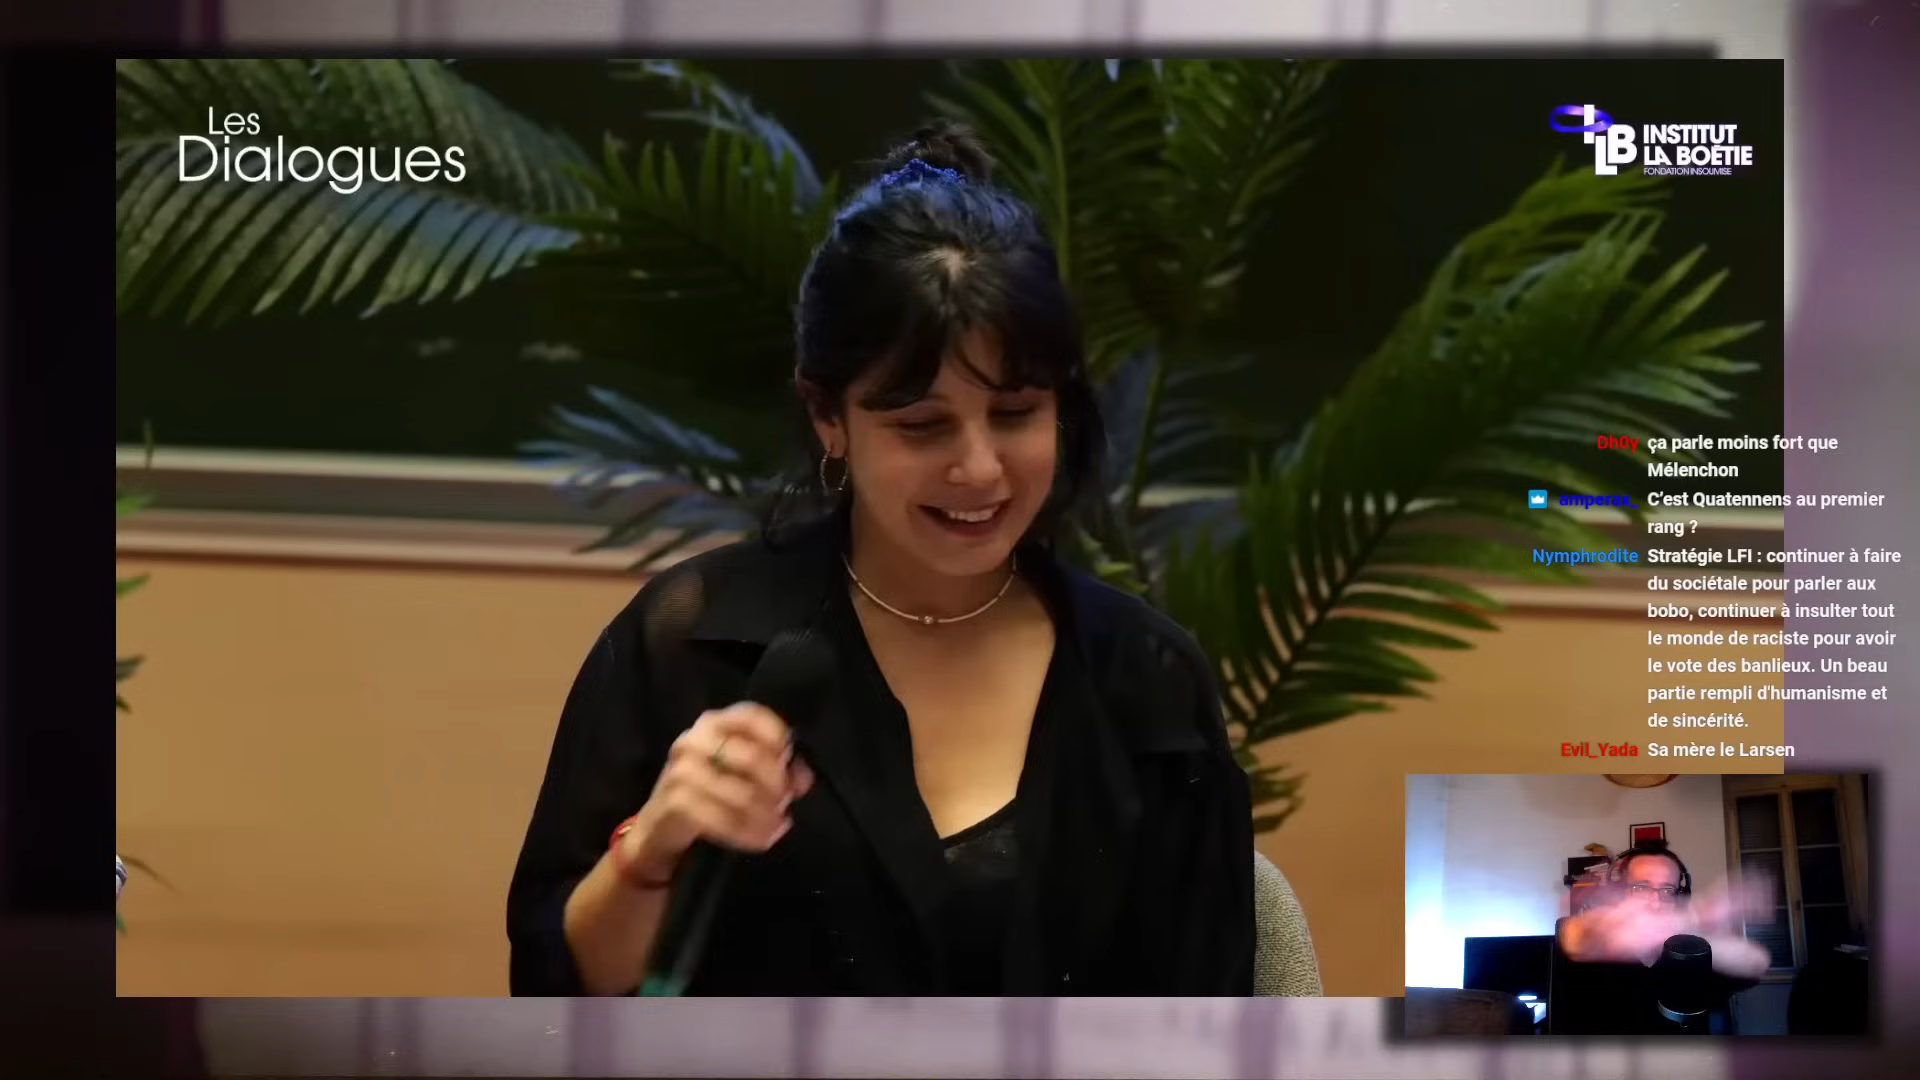 Les
Dialogues
ILB INSTITUT
LA BOÉTIE
FONDATION INSOUMISE
Dh0y ça parle moins fort que
Mélenchon
amperax_ C'est Quatennens au premier
rang ?
Nymphrodite Stratégie LFI : continuer à faire
du sociétale pour parler aux
bobo, continuer à insulter tout
le monde de raciste pour avoir
le vote des banlieux. Un beau
partie rempli d'humanisme et
de sincérité.
Evil_Yada Sa mère le Larsen